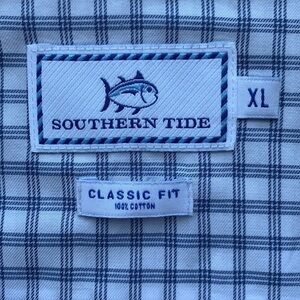 SOUTHERN TIDE
XL
CLASSIC FIT
100% COTTON